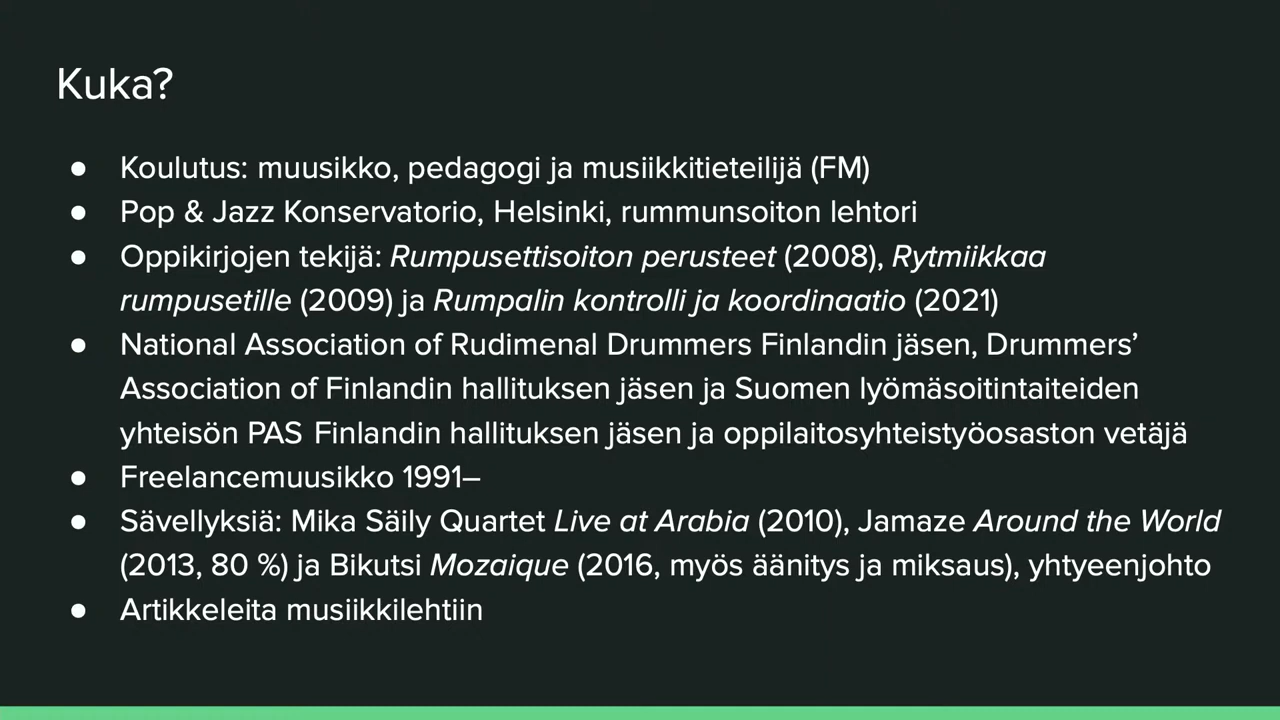 Kuka?
● Koulutus: muusikko, pedagogi ja musiikkitieteilijä (FM)
● Pop & Jazz Konservatorio, Helsinki, rummunsoiton lehtori
● Oppikirjojen tekijä: Rumpusettisoiton perusteet (2008), Rytmiikkaa
rumpusetille (2009) ja Rumpalin kontrolli ja koordinaatio (2021)
● National Association of Rudimenal Drummers Finlandin jäsen, Drummers’
Association of Finlandin hallituksen jäsen ja Suomen lyömäsoitintaiteiden
yhteisön PAS Finlandin hallituksen jäsen ja oppilaitosyhteistyöosaston vetäjä
● Freelancemuusikko 1991–
● Sävellyksiä: Mika Säily Quartet Live at Arabia (2010), Jamaze Around the World
(2013, 80 %) ja Bikutsi Mozaique (2016, myös äänitys ja miksaus), yhtyeenjohto
● Artikkeleita musiikkilehtiin